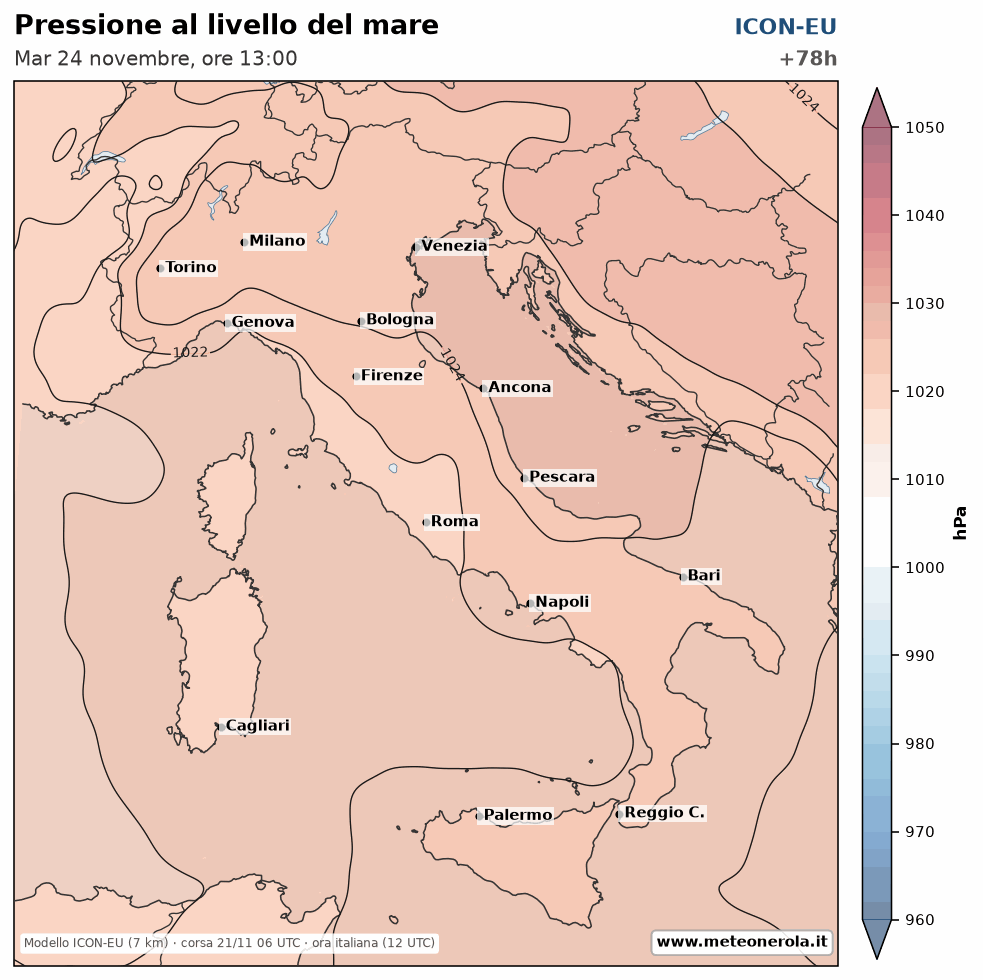 Pressione al livello del mare
ICON-EU
Mar 24 novembre, ore 13:00
+78h
1024
1050
1040
1030
1020
1010
1000
990
980
970
960
hPa
Milano
Venezia
Torino
Genova
Bologna
1022
1024
Firenze
Ancona
Pescara
Roma
Bari
Napoli
Cagliari
Palermo
Reggio C.
Modello ICON-EU (7 km) · corsa 21/11 06 UTC · ora italiana (12 UTC)
www.meteonerola.it